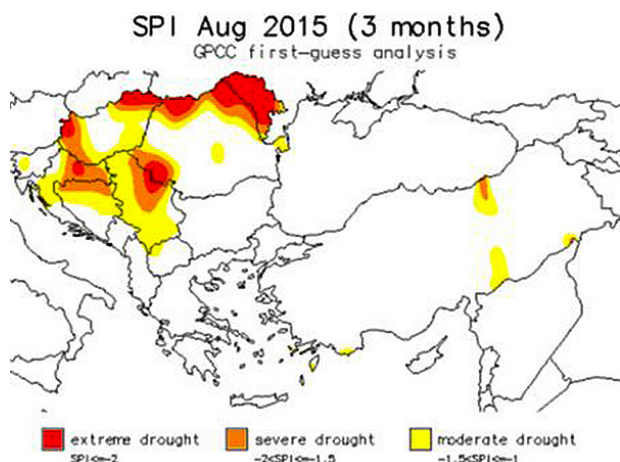 SPI Aug 2015 (3 months)
GPCC first-guess analysis
extreme drought
severe drought
moderate drought
SPI<=-2
-2<SPI<=-1.5
-1.5<SPI<=-1